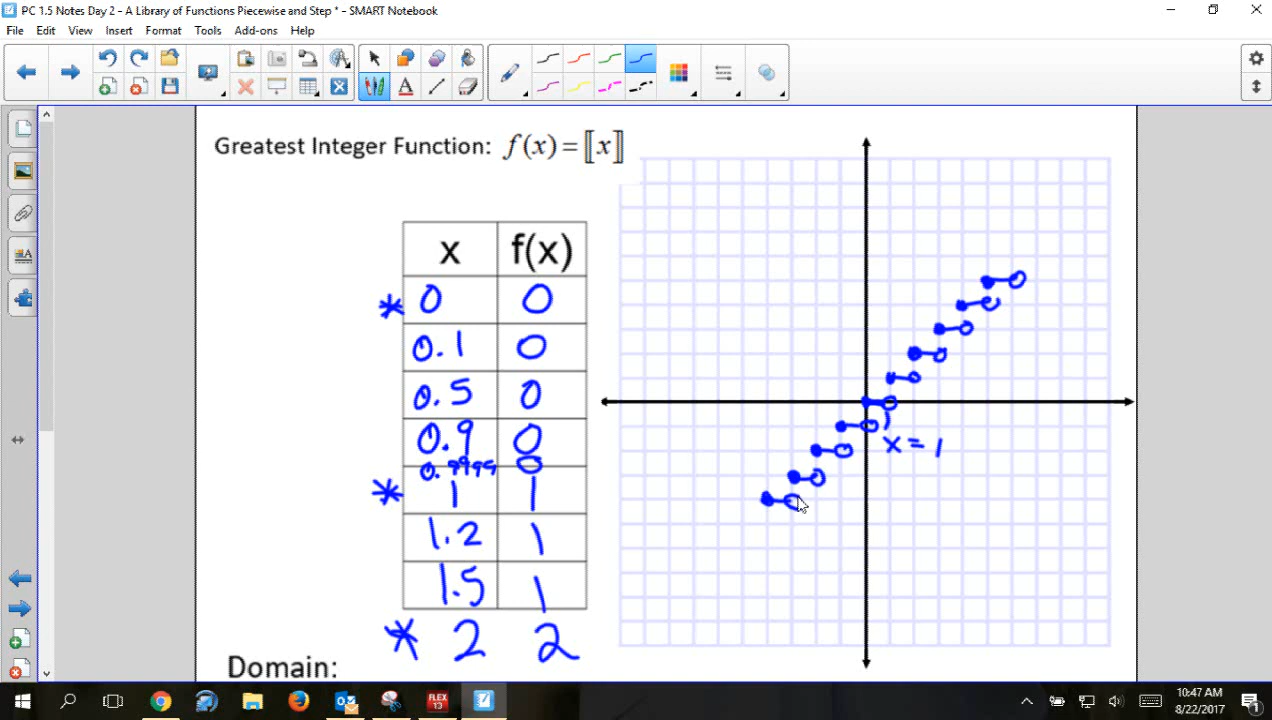 PC 1.5 Notes Day 2 - A Library of Functions Piecewise and Step * - SMART Notebook
File Edit View Insert Format Tools Add-ons Help
Greatest Integer Function: f(x)=⟦x⟧
x f(x)
* 0 0
0.1 0
0.5 0
0.9 0
0.9999 0
* 1 1
1.2 1
1.5 1
* 2 2
x = 1
Domain:
FLEX 13
10:47 AM
8/22/2017
1